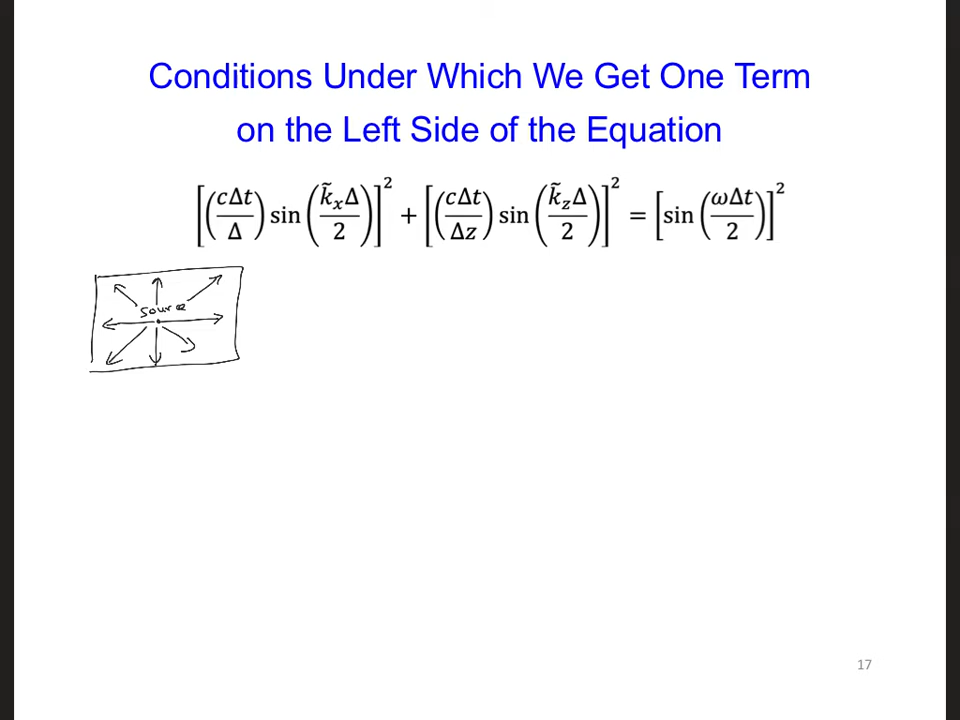 Conditions Under Which We Get One Term
on the Left Side of the Equation
[(cΔt/Δ) sin(k̃ₓΔ/2)]² + [(cΔt/Δz) sin(k̃_zΔ/2)]² = [sin(ωΔt/2)]²
Source
17